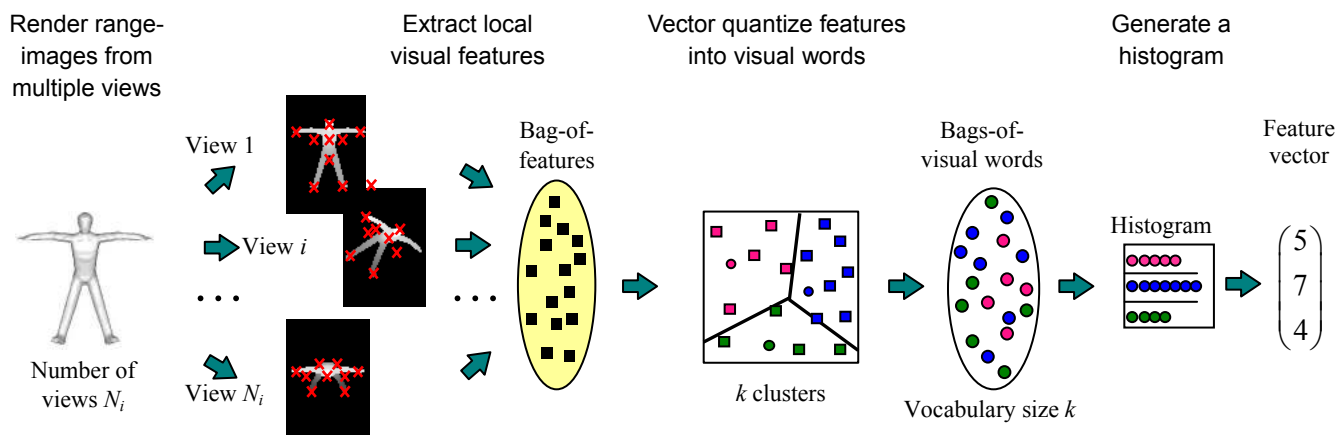 Render range-
images from
multiple views
Extract local
visual features
Vector quantize features
into visual words
Generate a
histogram
View 1
View i
. . .
View Nᵢ
Number of
views Nᵢ
. . .
Bag-of-
features
k clusters
Bags-of-
visual words
Vocabulary size k
Histogram
Feature
vector
5
7
4